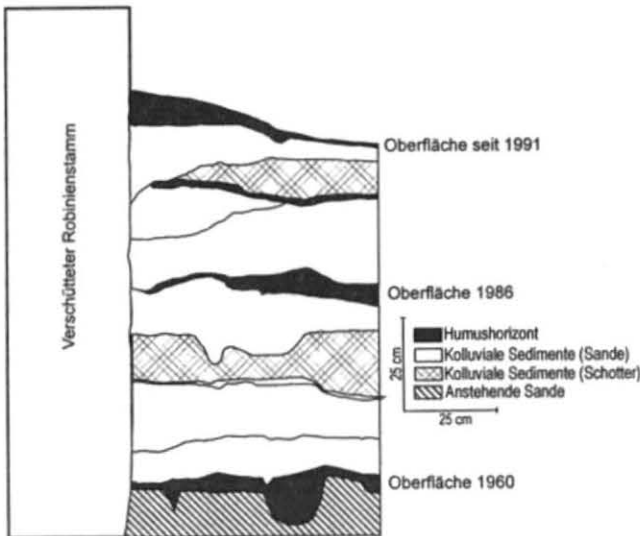 Verschütteter Robinienstamm
Oberfläche seit 1991
Oberfläche 1986
Humushorizont
Kolluviale Sedimente (Sande)
Kolluviale Sedimente (Schotter)
Anstehende Sande
25 cm
25 cm
Oberfläche 1960